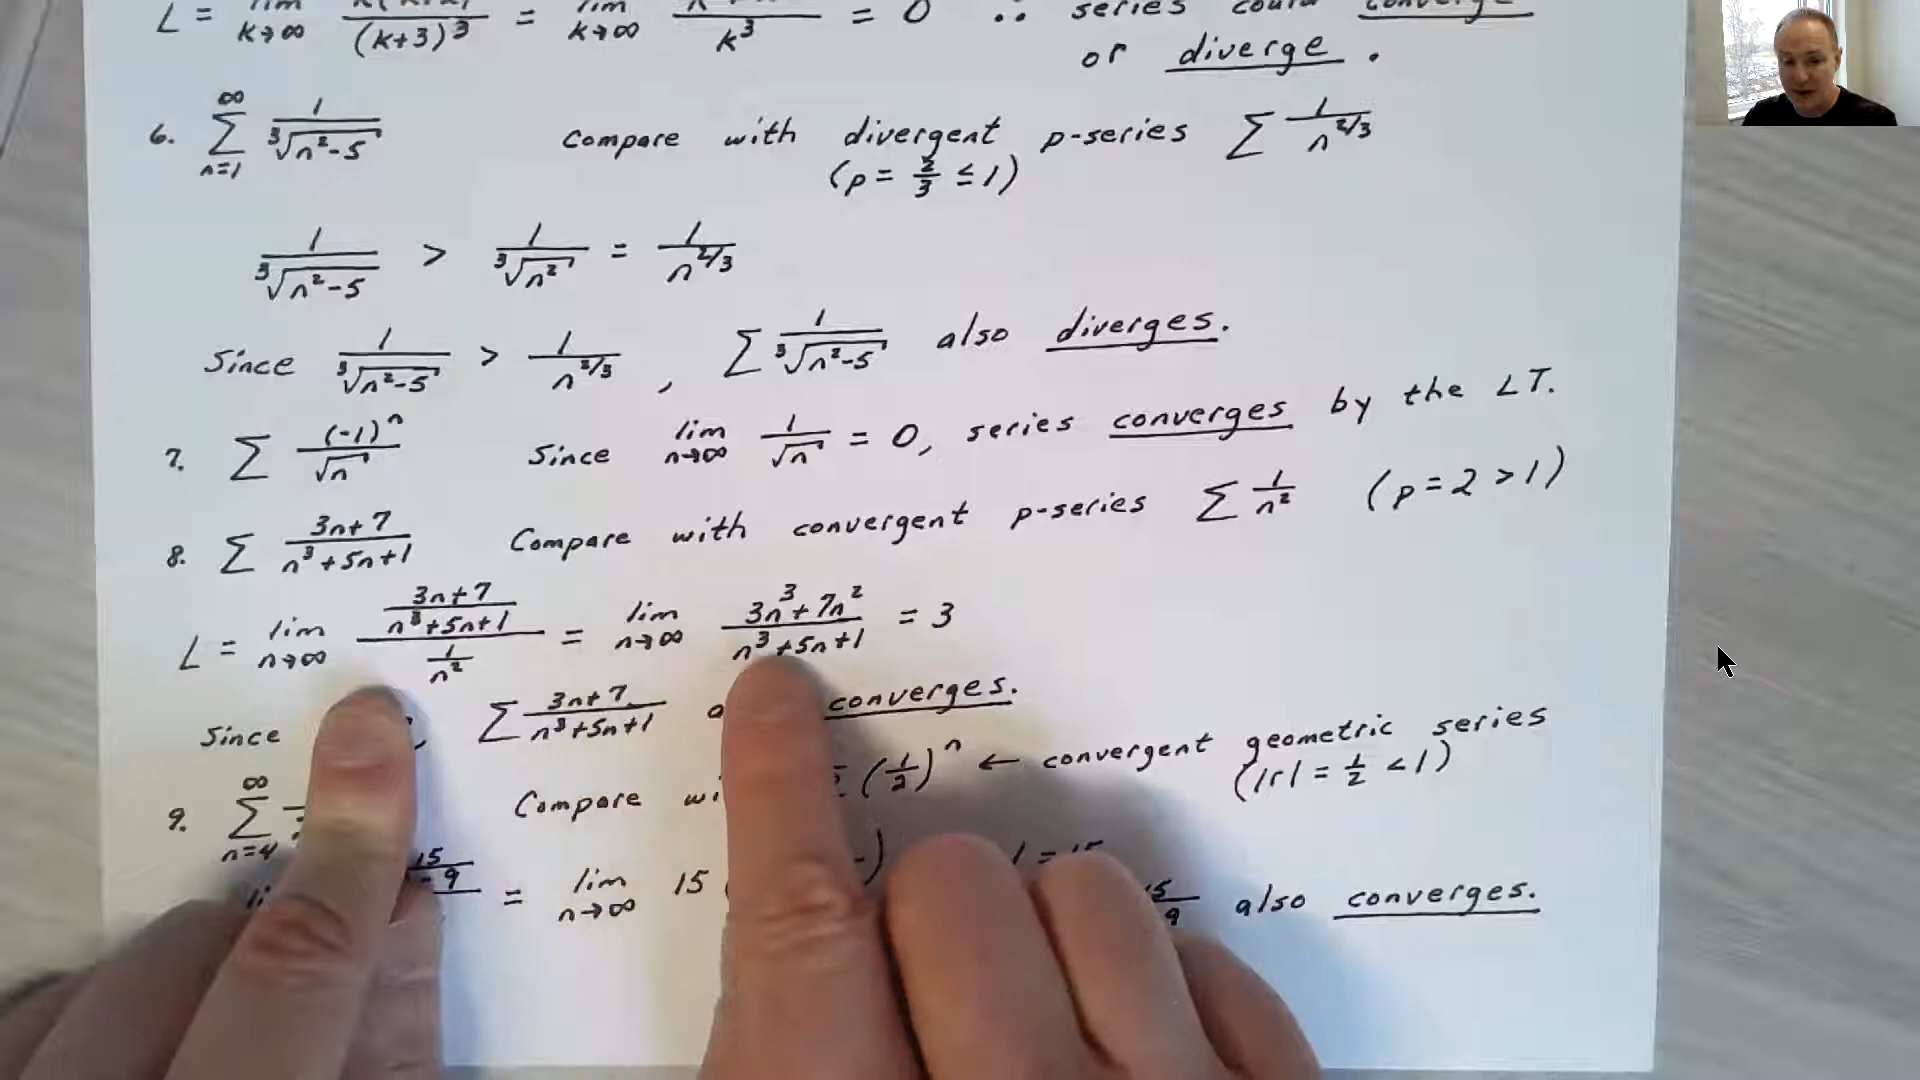 L = lim k→∞ (k+3)³ = lim k→∞ k³ = 0 ∴ series could converge
or diverge.
6. ∞ Σ n=1 1/∛(n²-5) Compare with divergent p-series Σ 1/n^(2/3)
(p = 2/3 ≤ 1)
1/∛(n²-5) > 1/∛(n²) = 1/n^(2/3)
Since 1/∛(n²-5) > 1/n^(2/3), Σ 1/∛(n²-5) also diverges.
7. Σ (-1)ⁿ/√n Since lim n→∞ 1/√n = 0, series converges by the LT.
8. Σ (3n+7)/(n³+5n+1) Compare with convergent p-series Σ 1/n² (p=2 >1)
L = lim n→∞ ((3n+7)/(n³+5n+1))/(1/n²) = lim n→∞ (3n³+7n²)/(n³+5n+1) = 3
Since , Σ (3n+7)/(n³+5n+1) converges.
9. ∞ Σ n=4 Compare (1/2)ⁿ ← convergent geometric series
(|r| = 1/2 <1)
15 - 9 = lim n→∞ 15 also converges.